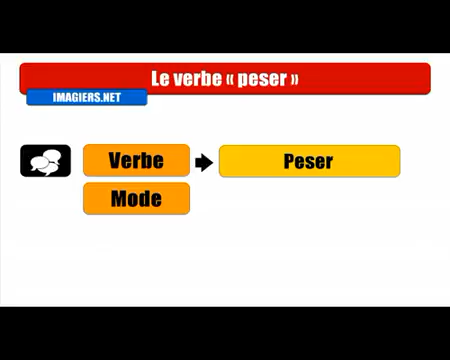 Le verbe « peser »
IMAGIERS.NET
Verbe
Peser
Mode